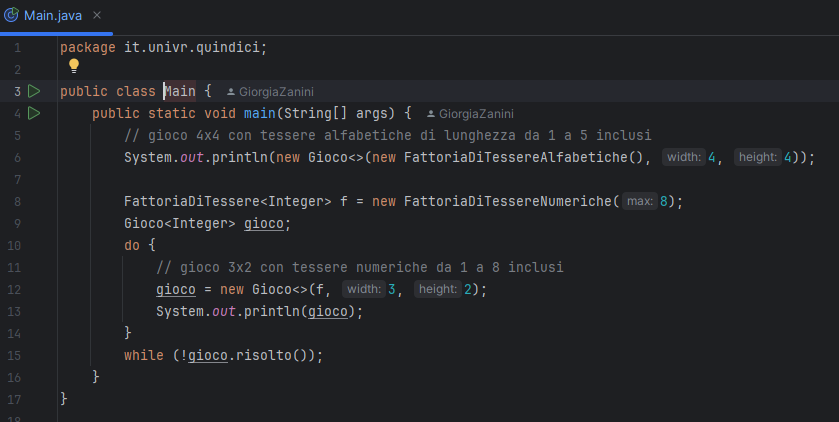 Main.java ×
1 package it.univr.quindici;
2
3 public class Main { GiorgiaZanini
4 public static void main(String[] args) { GiorgiaZanini
5 // gioco 4x4 con tessere alfabetiche di lunghezza da 1 a 5 inclusi
6 System.out.println(new Gioco<>(new FattoriaDiTessereAlfabetiche(), width: 4, height: 4));
7
8 FattoriaDiTessere<Integer> f = new FattoriaDiTessereNumeriche( max: 8);
9 Gioco<Integer> gioco;
10 do {
11 // gioco 3x2 con tessere numeriche da 1 a 8 inclusi
12 gioco = new Gioco<>(f, width: 3, height: 2);
13 System.out.println(gioco);
14 }
15 while (!gioco.risolto());
16 }
17 }
18